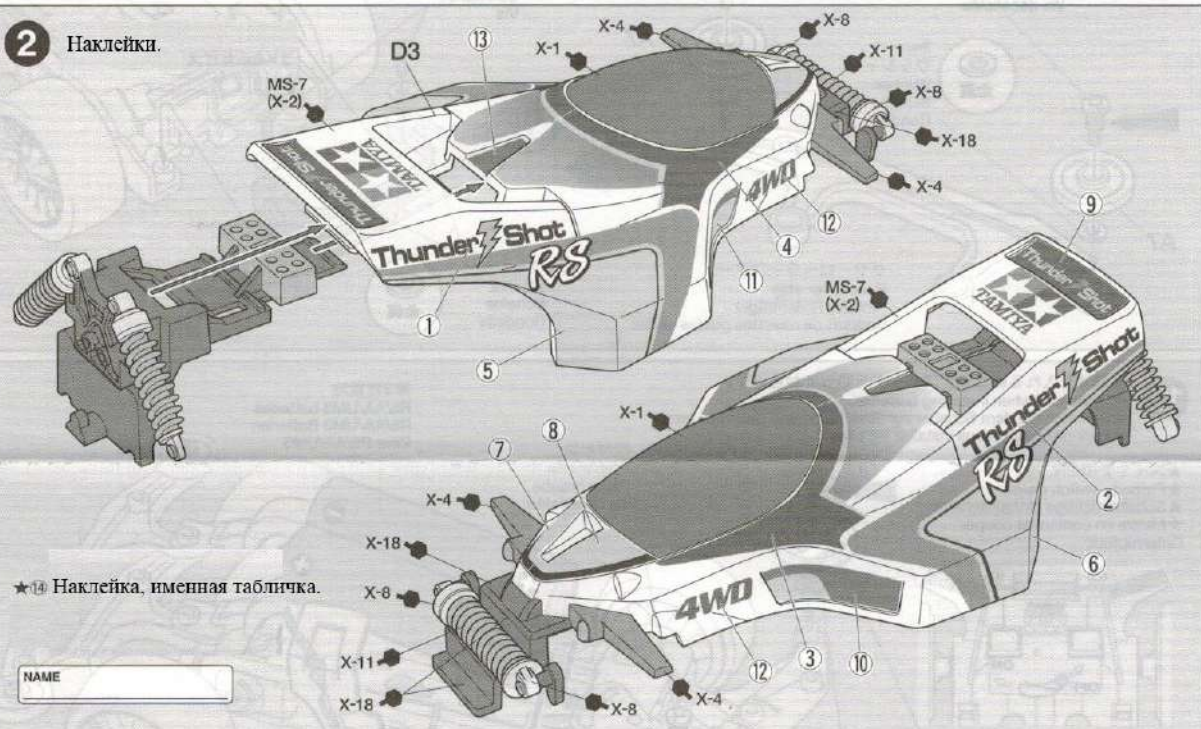 2 Наклейки.
X-4
X-8
X-1
⑬
D3
X-11
MS-7
(X-2)
X-8
X-18
Thunder Shot
TAMIYA
X-4
4WD
⑫
④
⑪
Thunder Shot
RS
①
⑤
⑨
Thunder Shot
TAMIYA
MS-7
(X-2)
Thunder Shot
RS
②
⑥
X-1
⑧
⑦
X-4
X-18
X-8
★⑭ Наклейка, именная табличка.
4WD
⑫
③
⑩
X-11
X-18
X-8
X-4
NAME